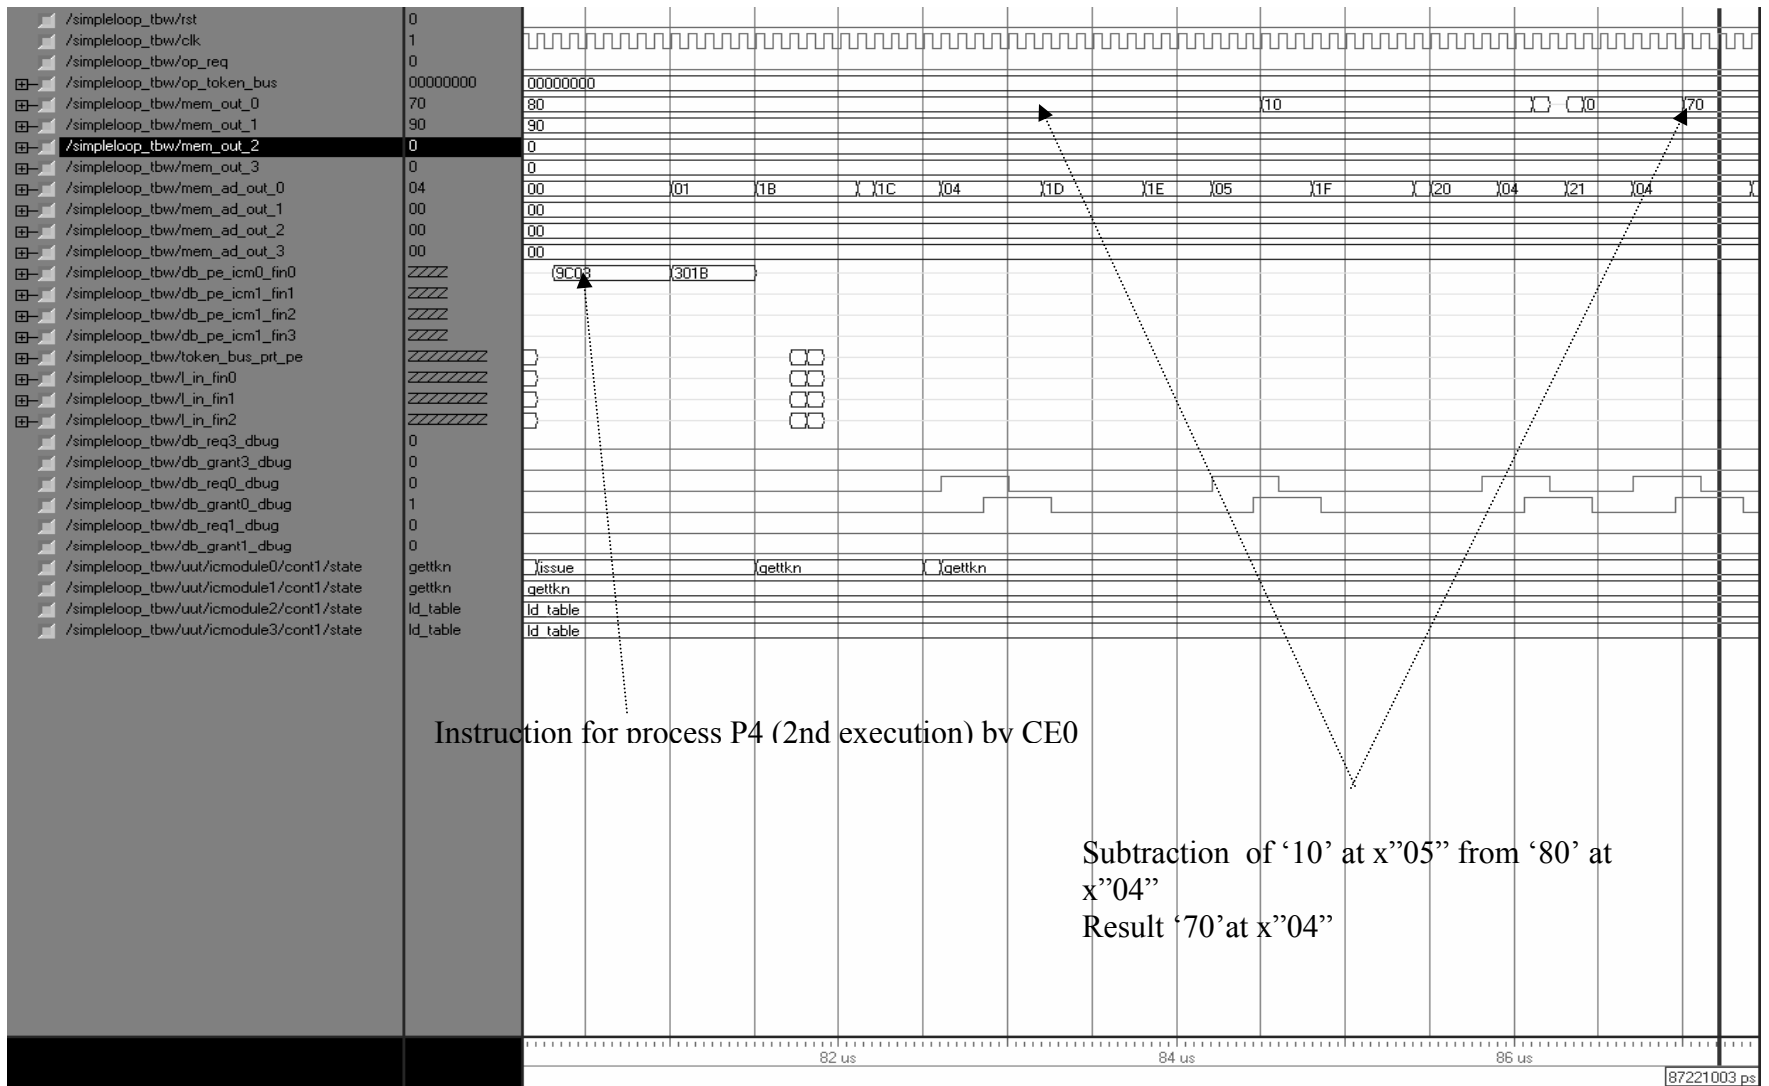 /simpleloop_tbw/rst 0
/simpleloop_tbw/clk 1
/simpleloop_tbw/op_req 0
/simpleloop_tbw/op_token_bus 00000000 00000000
/simpleloop_tbw/mem_out_0 70 80 10 0 70
/simpleloop_tbw/mem_out_1 90 90
/simpleloop_tbw/mem_out_2 0 0
/simpleloop_tbw/mem_out_3 0 0
/simpleloop_tbw/mem_ad_out_0 04 00 01 1B 1C 04 1D 1E 05 1F 20 04 21 04
/simpleloop_tbw/mem_ad_out_1 00 00
/simpleloop_tbw/mem_ad_out_2 00 00
/simpleloop_tbw/mem_ad_out_3 00 00
/simpleloop_tbw/db_pe_icm0_fin0 9C03 301B
/simpleloop_tbw/db_pe_icm1_fin1
/simpleloop_tbw/db_pe_icm1_fin2
/simpleloop_tbw/db_pe_icm1_fin3
/simpleloop_tbw/token_bus_prt_pe
/simpleloop_tbw/l_in_fin0
/simpleloop_tbw/l_in_fin1
/simpleloop_tbw/l_in_fin2
/simpleloop_tbw/db_req3_dbug 0
/simpleloop_tbw/db_grant3_dbug 0
/simpleloop_tbw/db_req0_dbug 0
/simpleloop_tbw/db_grant0_dbug 1
/simpleloop_tbw/db_req1_dbug 0
/simpleloop_tbw/db_grant1_dbug 0
/simpleloop_tbw/uut/icmodule0/cont1/state gettkn issue gettkn gettkn
/simpleloop_tbw/uut/icmodule1/cont1/state gettkn gettkn
/simpleloop_tbw/uut/icmodule2/cont1/state ld_table ld_table
/simpleloop_tbw/uut/icmodule3/cont1/state ld_table ld_table
Instruction for process P4 (2nd execution) by CE0
Subtraction of ‘10’ at x”05” from ‘80’ at
x”04”
Result ‘70’at x”04”
82 us 84 us 86 us
87221003 ps